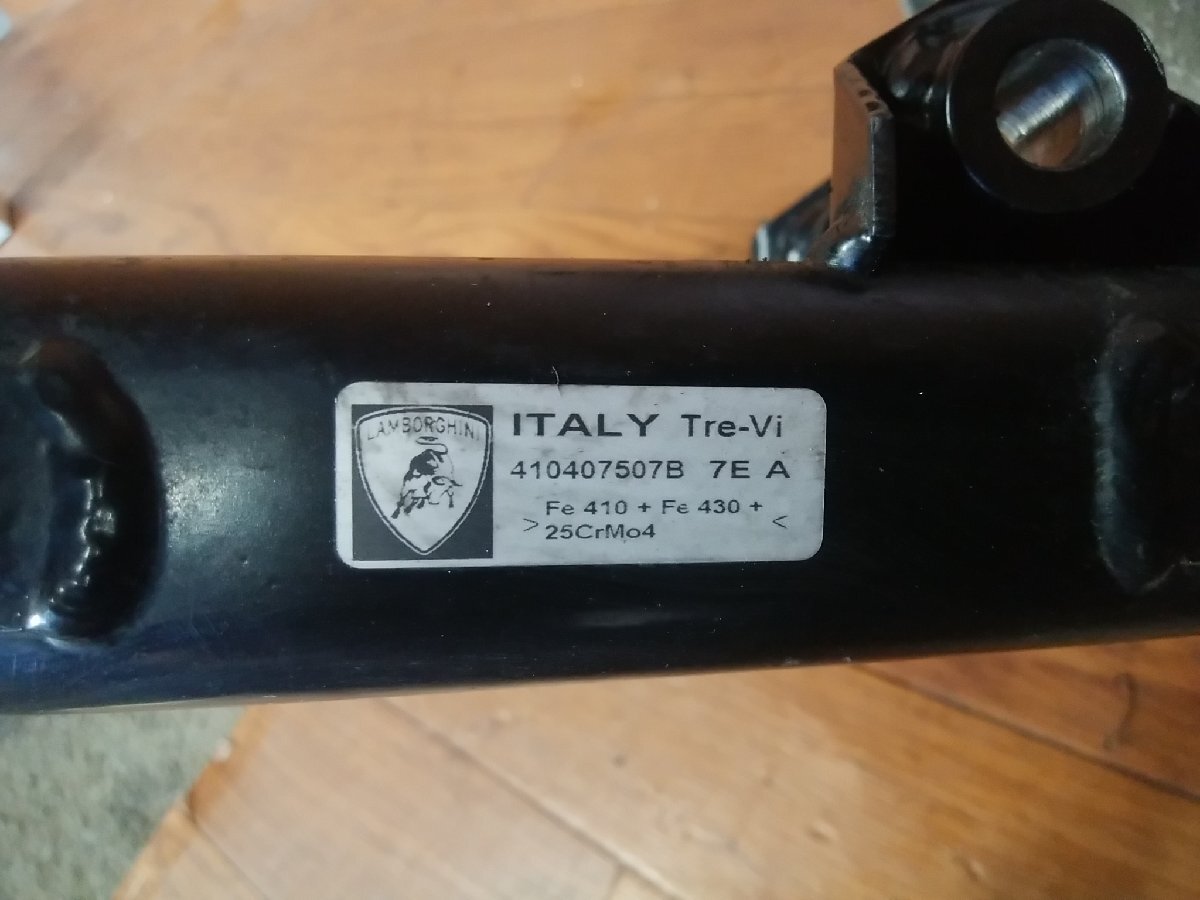 LAMBORGHINI
ITALY Tre-Vi
410407507B 7E A
> Fe 410 + Fe 430 +
25CrMo4 <